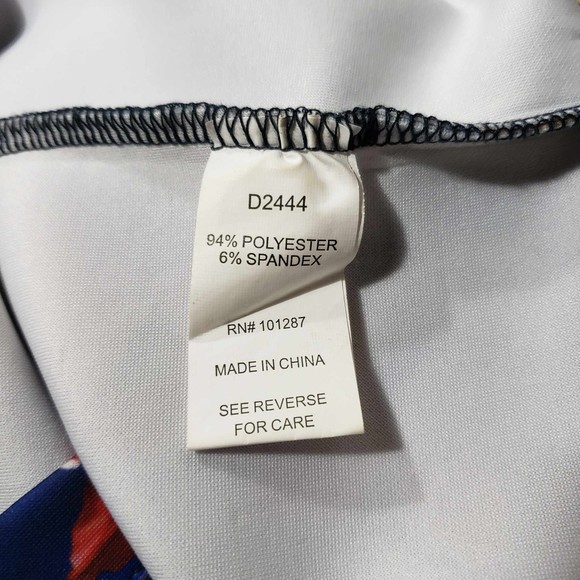 D2444
94% POLYESTER
6% SPANDEX
RN# 101287
MADE IN CHINA
SEE REVERSE
FOR CARE